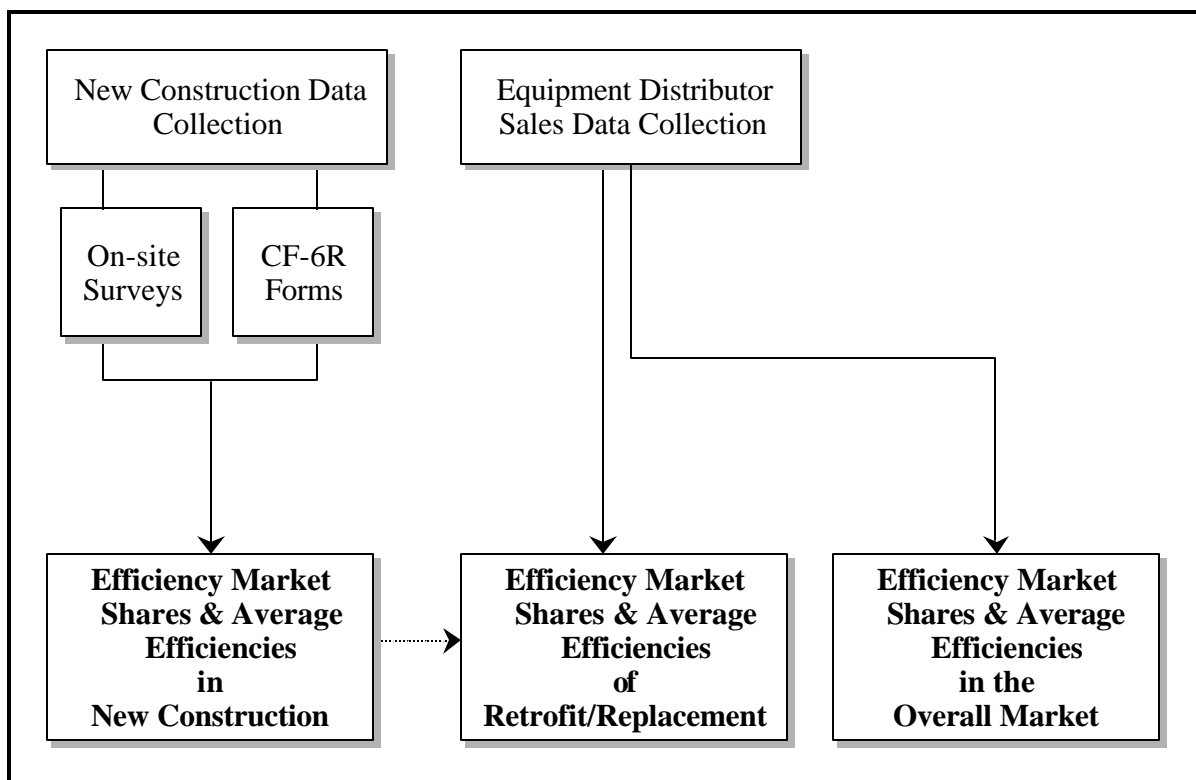 New Construction Data
Collection
Equipment Distributor
Sales Data Collection
On-site
Surveys
CF-6R
Forms
Efficiency Market
Shares & Average
Efficiencies
in
New Construction
Efficiency Market
Shares & Average
Efficiencies
of
Retrofit/Replacement
Efficiency Market
Shares & Average
Efficiencies
in the
Overall Market